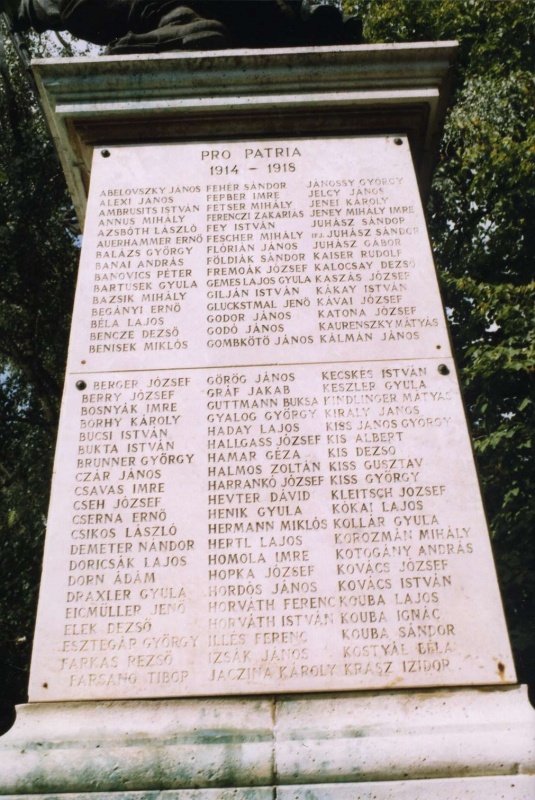 PRO PATRIA
1914 – 1918
ABELOVSZKY JÁNOS
ALEXI JÁNOS
AMBRUSITS ISTVÁN
ANNUS MIHÁLY
AZSBÓTH LÁSZLÓ
AUERHAMMER ERNŐ
BALÁZS GYÖRGY
BANAI ANDRÁS
BANOVICS PÉTER
BARTUSEK GYULA
BAZSIK MIHÁLY
BEGÁNYI ERNŐ
BÉLA LAJOS
BENCZE DEZSŐ
BENISEK MIKLÓS
FEHÉR SÁNDOR
FEPBER IMRE
FETSER MIHÁLY
FERENCZI ZAKARIÁS
FEY ISTVÁN
FESCHER MIHÁLY
FLÓRIÁN JÁNOS
FÖLDIÁK SÁNDOR
FREMOÁK JÓZSEF
GEMES LAJOS GYULA
GILJÁN ISTVÁN
GLÜCKSTMAL JENŐ
GODOR JÁNOS
GODÓ JÁNOS
GOMBKÖTŐ JÁNOS
JÁNOSSY GYÖRGY
JELCY JÁNOS
JENEI KÁROLY
JENEY MIHÁLY IMRE
JUHÁSZ SÁNDOR
IFJ. JUHÁSZ SÁNDOR
JUHÁSZ GÁBOR
KAISER RUDOLF
KALOCSAY DEZSŐ
KASZÁS JÓZSEF
KÁKAY ISTVÁN
KÁVAI JÓZSEF
KATONA JÓZSEF
KAURENSZKY MÁTYÁS
KÁLMÁN JÁNOS
BERGER JÓZSEF
BERRY JÓZSEF
BOSNYÁK IMRE
BORHY KÁROLY
BUCSI ISTVÁN
BUKTA ISTVÁN
BRUNNER GYÖRGY
CZÁR JÁNOS
CSAVAS IMRE
CSEH JÓZSEF
CSERNA ERNŐ
CSIKOS LÁSZLÓ
DEMETER NÁNDOR
DORICSÁK LAJOS
DORN ÁDÁM
DRAXLER GYULA
EICMÜLLER JENŐ
ELEK DEZSŐ
ESZTEGÁR GYÖRGY
FARKAS REZSŐ
FARSANG TIBOR
GÖRÖG JÁNOS
GRÁF JAKAB
GUTTMANN BUKSA
GYALOG GYÖRGY
HADAY LAJOS
HALLGASS JÓZSEF
HAMAR GÉZA
HALMOS ZOLTÁN
HARRANKÓ JÓZSEF
HEVTER DÁVID
HENIK GYULA
HERMANN MIKLÓS
HERTL LAJOS
HOMOLA IMRE
HOPKA JÓZSEF
HORDÓS JÁNOS
HORVÁTH FERENC
HORVÁTH ISTVÁN
ILLÉS FERENC
IZSÁK JÁNOS
JACZINA KÁROLY
KECSKÉS ISTVÁN
KESZLER GYULA
KINDLINGER MÁTYÁS
KIRÁLY JÁNOS
KISS JÁNOS GYÖRGY
KIS ALBERT
KIS DEZSŐ
KISS GUSZTÁV
KISS GYÖRGY
KLEITSCH JÓZSEF
KÓKAI LAJOS
KOLLÁR GYULA
KOROZMÁN MIHÁLY
KOTOGÁNY ANDRÁS
KOVÁCS JÓZSEF
KOVÁCS ISTVÁN
KOUBA LAJOS
KOUBA IGNÁC
KOUBA SÁNDOR
KOSTYÁL BÉLA
KRASZ IZIDOR